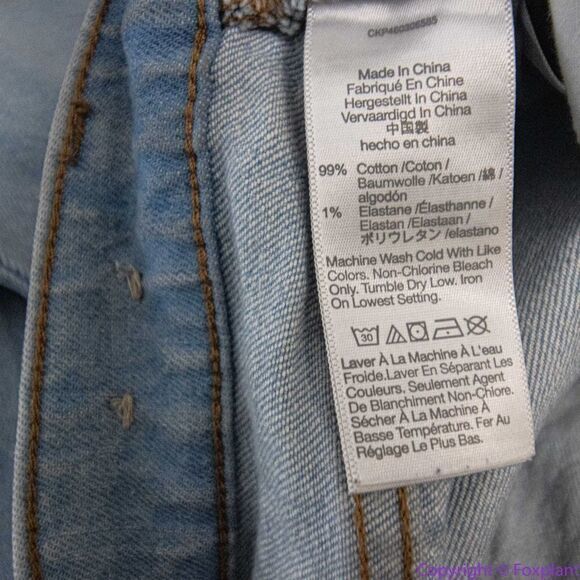 CKP460306585
Made In China
Fabriqué En China
Hergestellt In China
Vervaardigd In China
中国製
hecho en china
99% Cotton /Coton/
Baumwolle /Katoen /綿/
algodón
1% Elastane /Élasthanne/
Elastan /Elastaan/
ポリウレタン /elastano
Machine Wash Cold With Like
Colors. Non-Chlorine Bleach
Only. Tumble Dry Low. Iron
On Lowest Setting.
30
Laver À La Machine À L'eau
Froide.Laver En Séparant Les
Couleurs. Seulement Agent
De Blanchiment Non-Chlore.
Sécher À La Machine À
Basse Température. Fer Au
Réglage Le Plus Bas.
Copyright © Foxplant